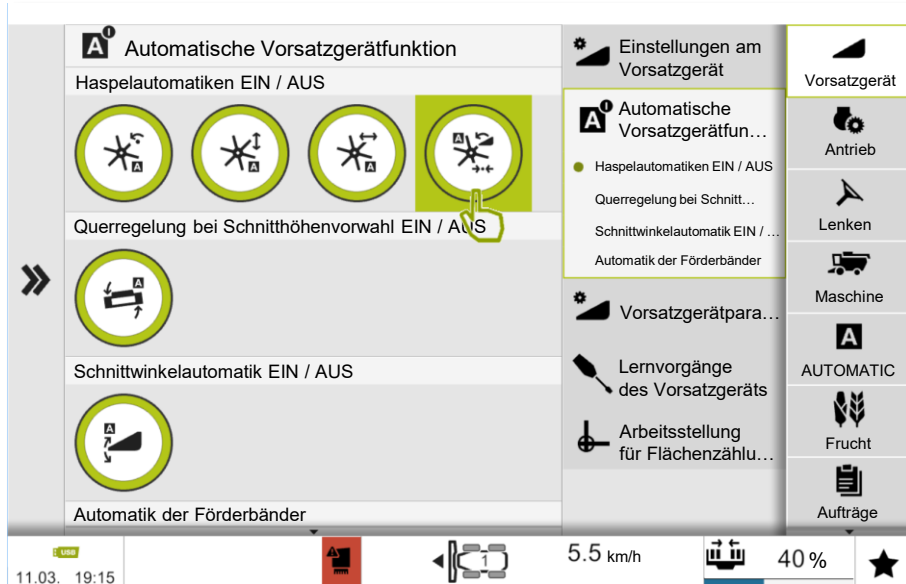 Automatische Vorsatzgerätfunktion
Haspelautomatiken EIN / AUS
A
A
A
A
A
Querregelung bei Schnitthöhenvorwahl EIN / AUS
A
Schnittwinkelautomatik EIN / AUS
A
Automatik der Förderbänder
Einstellungen am
Vorsatzgerät
A
Automatische
Vorsatzgerätfun…
Haspelautomatiken EIN / AUS
Querregelung bei Schnitt…
Schnittwinkelautomatik EIN / …
Automatik der Förderbänder
Vorsatzgerätpara…
Lernvorgänge
des Vorsatzgeräts
Arbeitsstellung
für Flächenzählu…
Vorsatzgerät
Antrieb
Lenken
Maschine
A
AUTOMATIC
Frucht
Aufträge
USB
11.03. 19:15
1
5.5 km/h
40 %